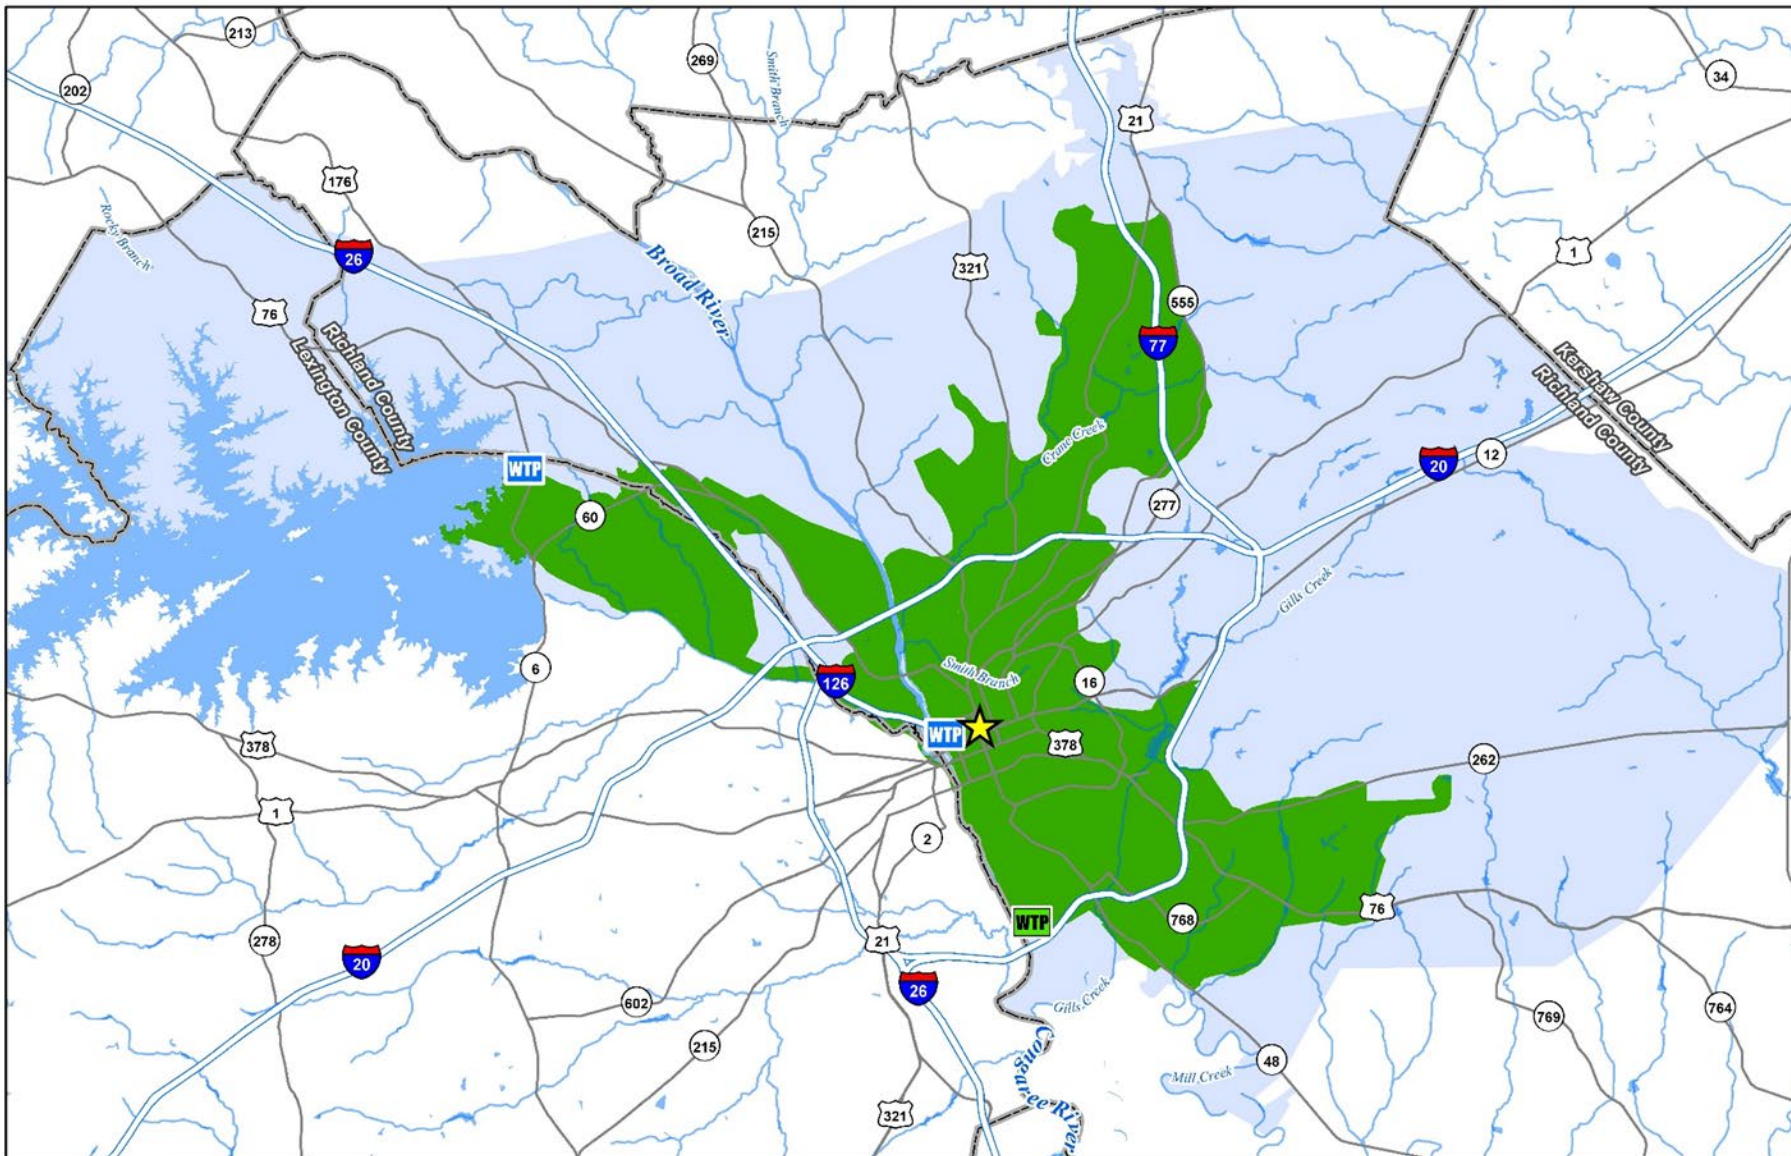 213
269
Smith Branch
34
202
21
176
Rocky Branch
215
1
26
Broad River
321
76
555
Richland County
Lexington County
77
Kershaw County
Richland County
Crane Creek
12
20
WTP
277
60
Gills Creek
6
Smith Branch
16
126
WTP
378
378
262
1
2
76
WTP
768
278
21
20
26
602
Gills Creek
764
769
215
Congaree River
48
Mill Creek
321